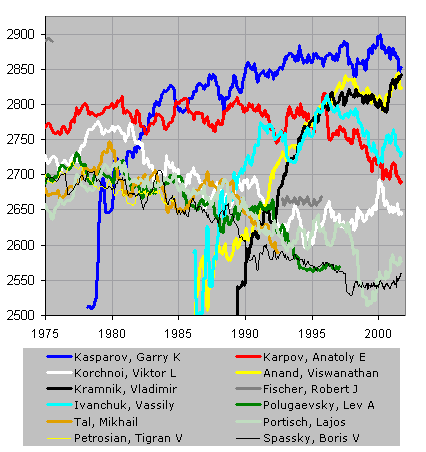 2900
2850
2800
2750
2700
2650
2600
2550
2500
1975 1980 1985 1990 1995 2000
Kasparov, Garry K Karpov, Anatoly E
Korchnoi, Viktor L Anand, Viswanathan
Kramnik, Vladimir Fischer, Robert J
Ivanchuk, Vassily Polugaevsky, Lev A
Tal, Mikhail Portisch, Lajos
Petrosian, Tigran V Spassky, Boris V